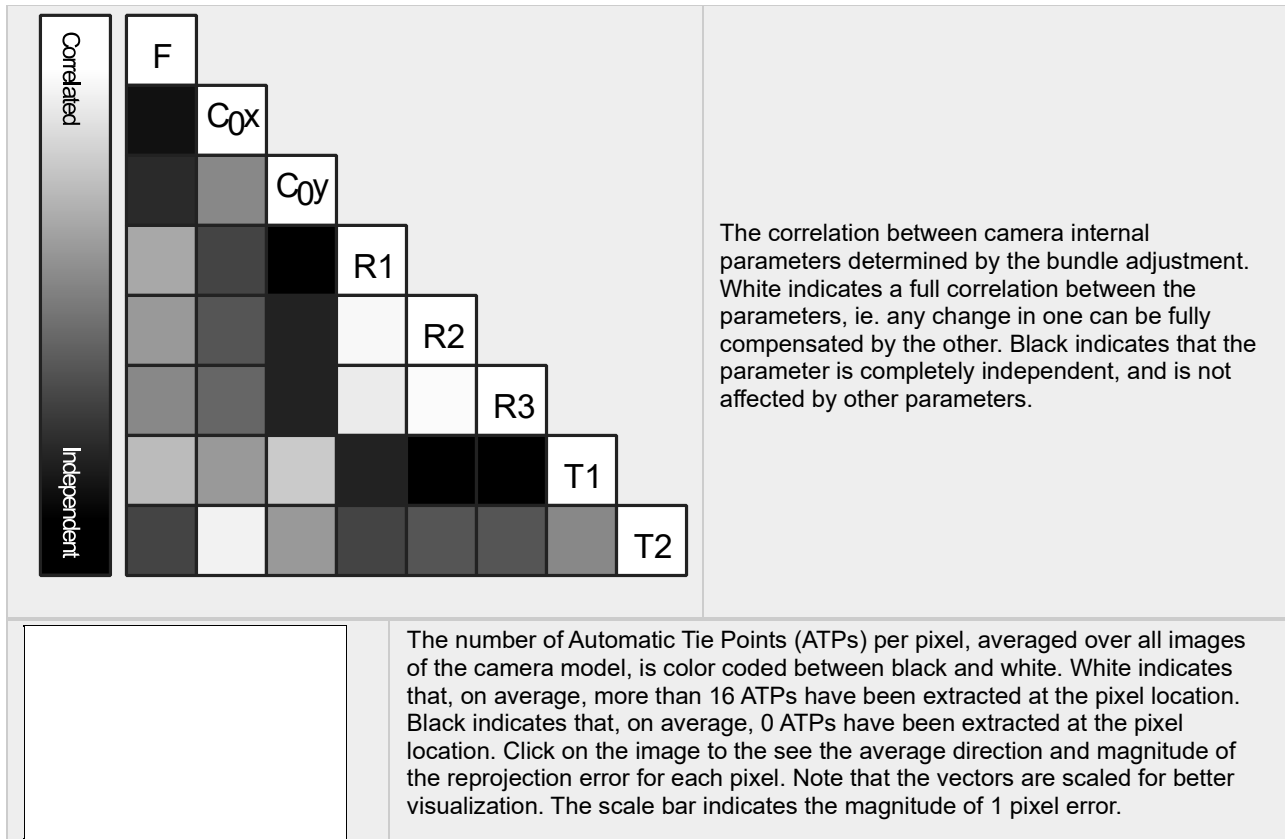 Correlated
Independent
F
C0x
C0y
R1
R2
R3
T1
T2
The correlation between camera internal
parameters determined by the bundle adjustment.
White indicates a full correlation between the
parameters, ie. any change in one can be fully
compensated by the other. Black indicates that the
parameter is completely independent, and is not
affected by other parameters.
The number of Automatic Tie Points (ATPs) per pixel, averaged over all images
of the camera model, is color coded between black and white. White indicates
that, on average, more than 16 ATPs have been extracted at the pixel location.
Black indicates that, on average, 0 ATPs have been extracted at the pixel
location. Click on the image to the see the average direction and magnitude of
the reprojection error for each pixel. Note that the vectors are scaled for better
visualization. The scale bar indicates the magnitude of 1 pixel error.